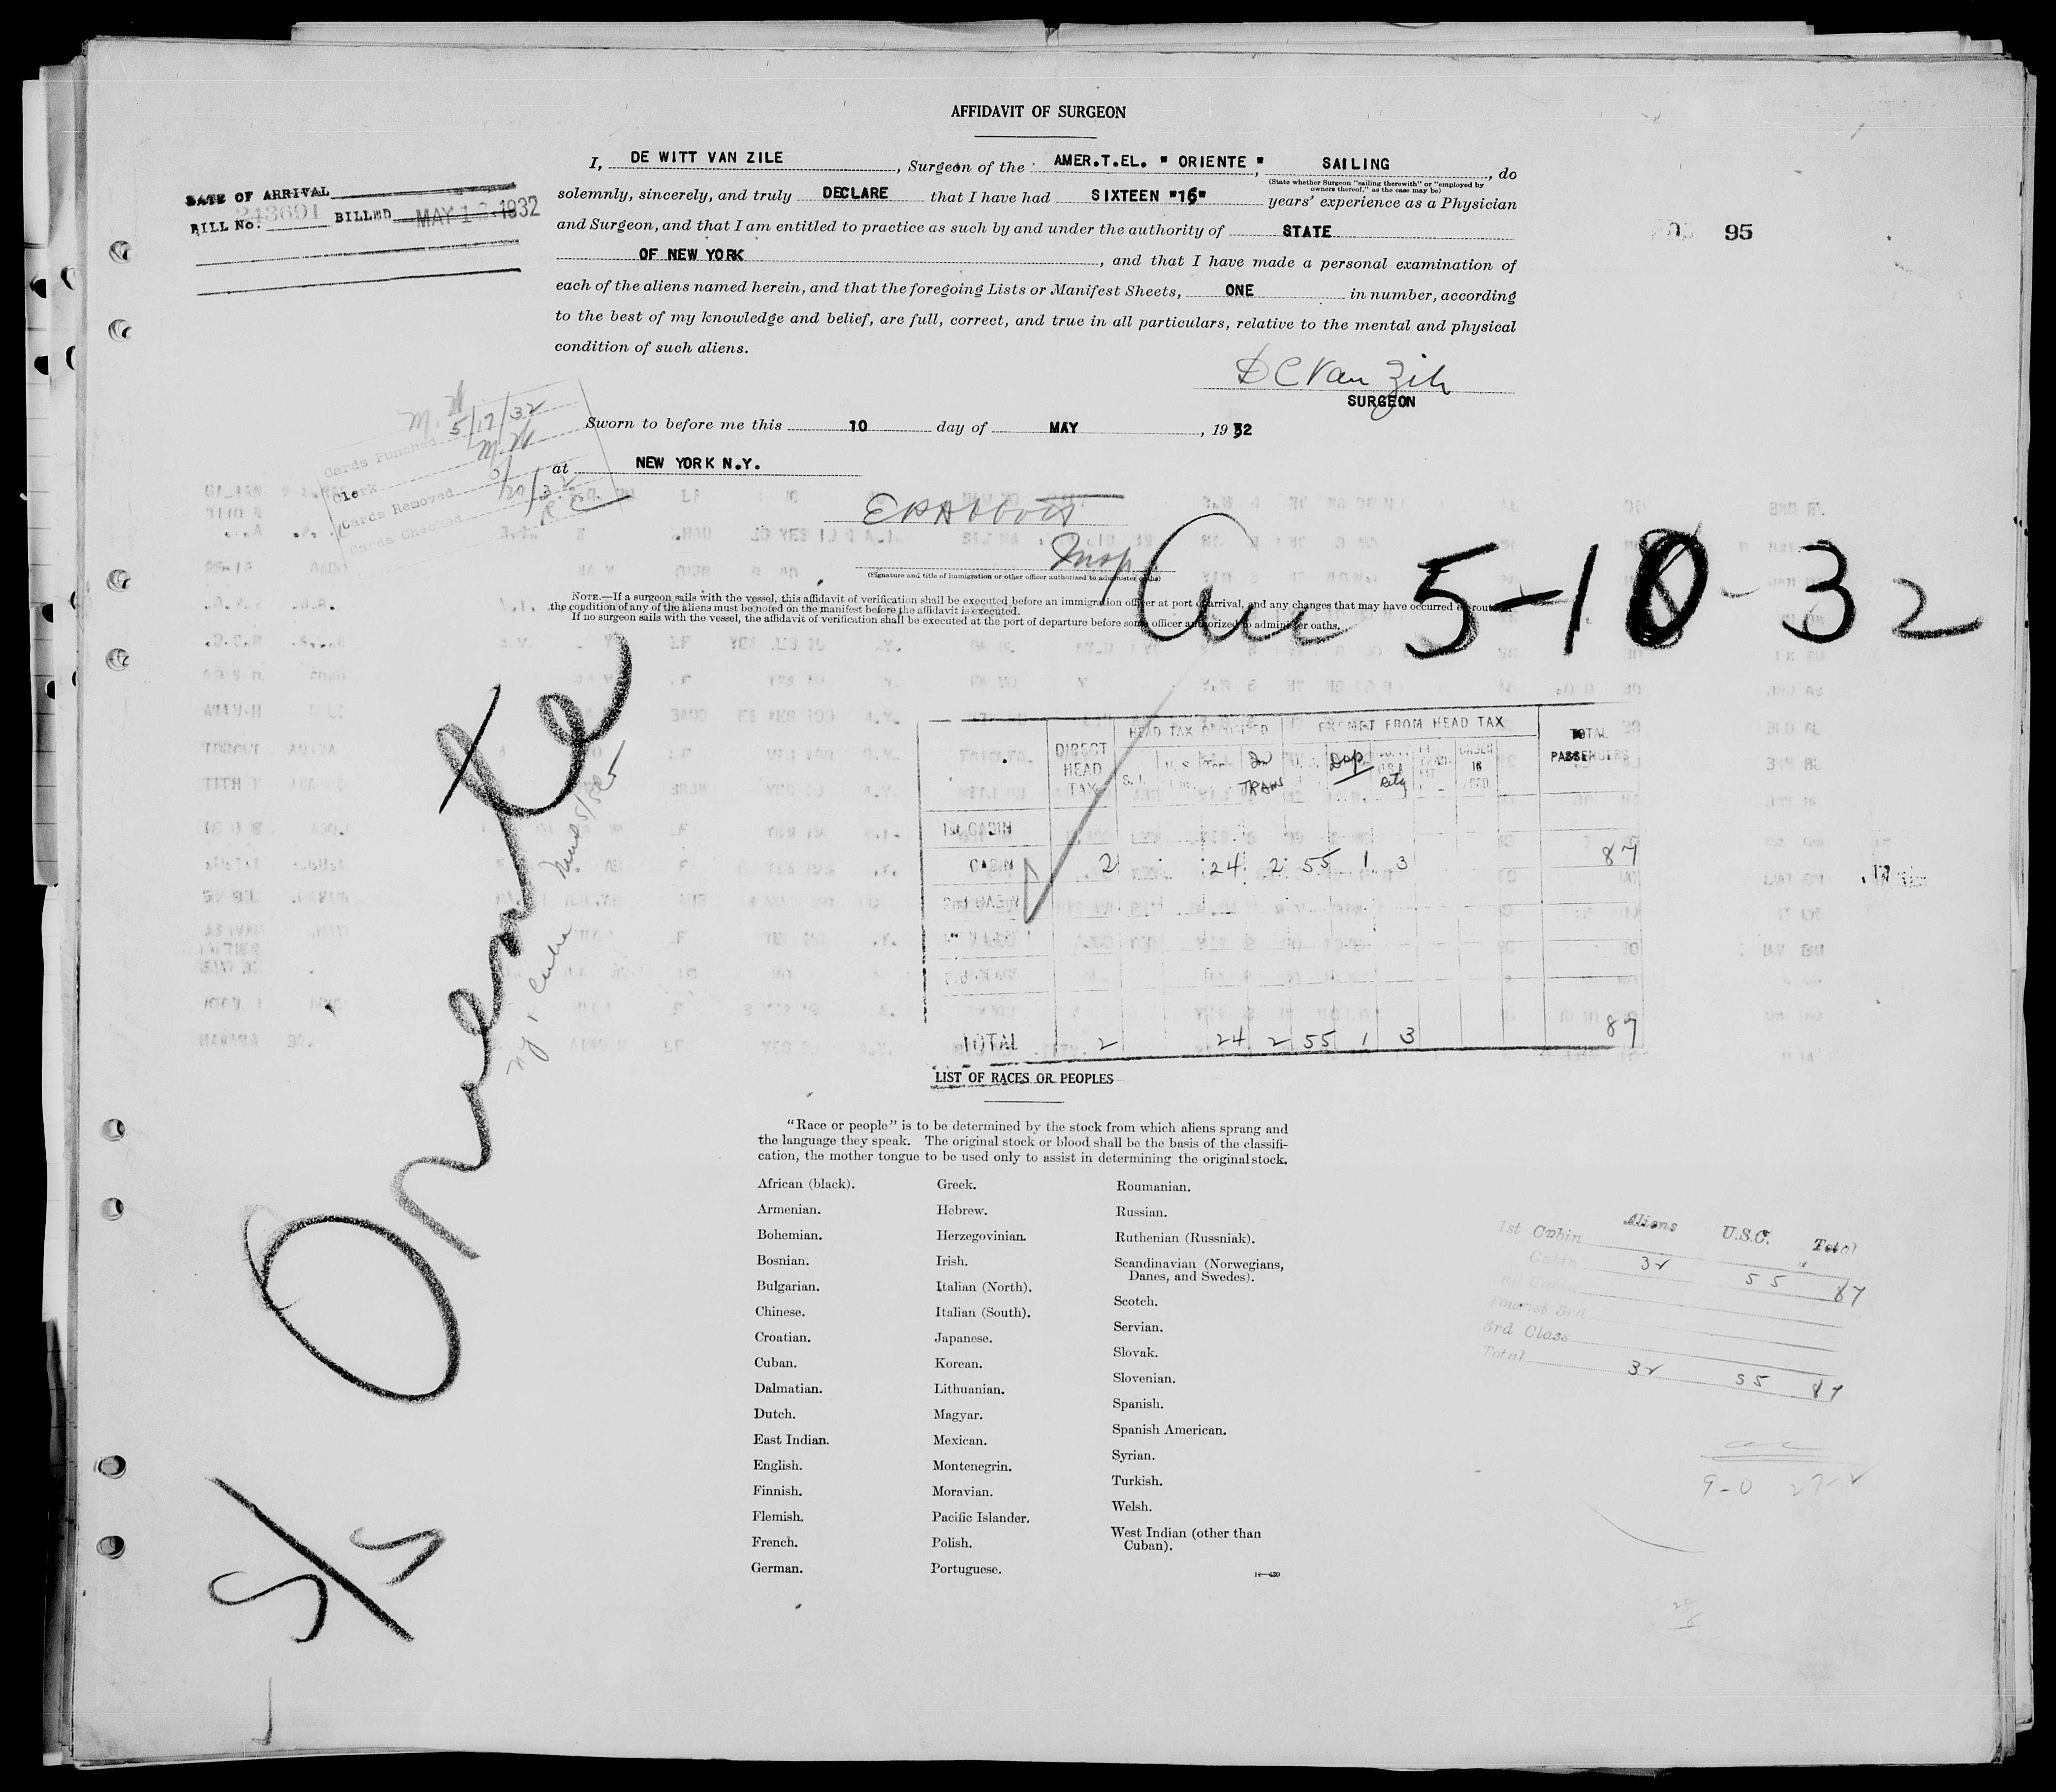 AFFIDAVIT OF SURGEON
I, DE WITT VAN ZILE, Surgeon of the AMER.T.EL. "ORIENTE", SAILING, do
(State whether Surgeon "sailing therewith" or "employed by
owners thereof," as the case may be)
solemnly, sincerely, and truly DECLARE that I have had SIXTEEN "16" years' experience as a Physician
and Surgeon, and that I am entitled to practice as such by and under the authority of STATE
OF NEW YORK, and that I have made a personal examination of
each of the aliens named herein, and that the foregoing Lists or Manifest Sheets, ONE in number, according
to the best of my knowledge and belief, are full, correct, and true in all particulars, relative to the mental and physical
condition of such aliens.
DATE OF ARRIVAL
BILL No. 243691 BILLED MAY 1 1932
95
D C Van Zile
SURGEON
Sworn to before me this 10 day of MAY, 1932
at NEW YORK N.Y.
Cards Punched 5/17/32
Clerk M H
Cards Removed
Cards Checked R C
Insp
(Signature and title of immigration or other officer authorized to administer oaths)
NOTE.—If a surgeon sails with the vessel, this affidavit of verification shall be executed before an immigration officer at port of arrival, and any changes that may have occurred en route
the condition of any of the aliens must be noted on the manifest before the affidavit is executed.
If no surgeon sails with the vessel, the affidavit of verification shall be executed at the port of departure before some officer authorized to administer oaths.
5-10-32
S/S Oriente
DIRECT HEAD TAX
HEAD TAX
EXEMPT FROM HEAD TAX
TOTAL PASSENGERS
TRANS
UNDER 16
1st CABIN
CABIN 2 24 2 55 1 3 87
2nd CABIN
TOTAL 2 24 2 55 1 3 87
LIST OF RACES OR PEOPLES
"Race or people" is to be determined by the stock from which aliens sprang and
the language they speak. The original stock or blood shall be the basis of the classifi-
cation, the mother tongue to be used only to assist in determining the original stock.
African (black).
Armenian.
Bohemian.
Bosnian.
Bulgarian.
Chinese.
Croatian.
Cuban.
Dalmatian.
Dutch.
East Indian.
English.
Finnish.
Flemish.
French.
German.
Greek.
Hebrew.
Herzegovinian.
Irish.
Italian (North).
Italian (South).
Japanese.
Korean.
Lithuanian.
Magyar.
Mexican.
Montenegrin.
Moravian.
Pacific Islander.
Polish.
Portuguese.
Roumanian.
Russian.
Ruthenian (Russniak).
Scandinavian (Norwegians,
Danes, and Swedes).
Scotch.
Servian.
Slovak.
Slovenian.
Spanish.
Spanish American.
Syrian.
Turkish.
Welsh.
West Indian (other than
Cuban).
Aliens U.S.C. Total
1st Cabin
Cabin 32 55 87
Tourist 3rd
3rd Class
Total 32 55 87
9-0 27-2